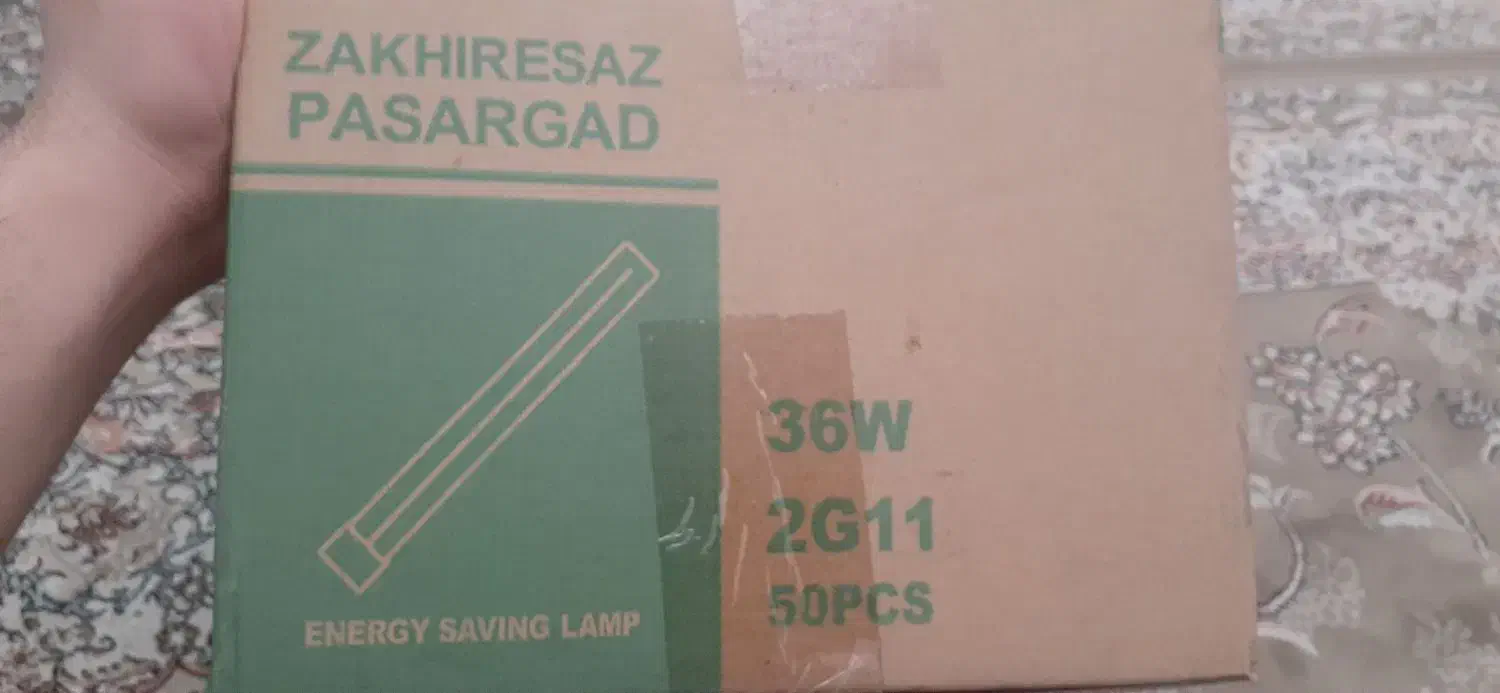 ZAKHIRESAZ
PASARGAD
ENERGY SAVING LAMP
36W
2G11
50PCS